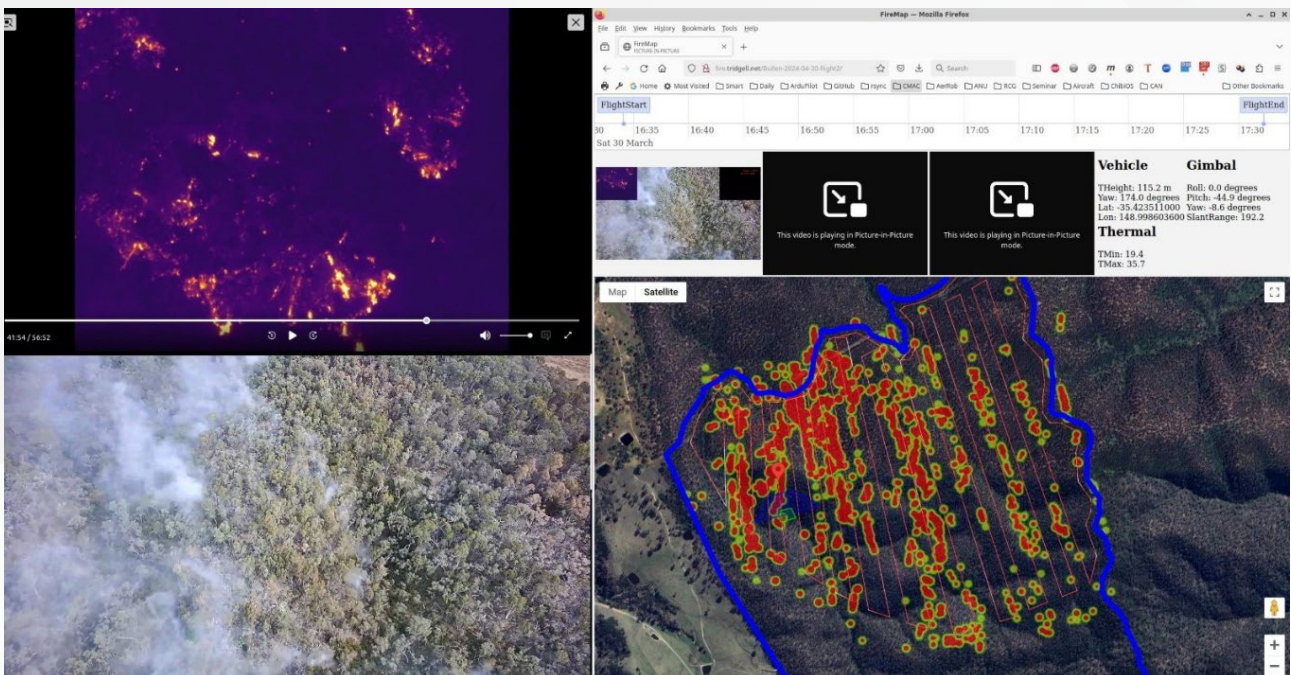 FireMap — Mozilla Firefox
File Edit View History Bookmarks Tools Help
FireMap
PICTURE-IN-PICTURE
Search
Home Most Visited Smart Daily ArduPilot GitHub rsync CMAC AerRob ANU RCG Seminar Aircraft ChibiOS CAN Other Bookmarks
FlightStart FlightEnd
30 16:35 16:40 16:45 16:50 16:55 17:00 17:05 17:10 17:15 17:20 17:25 17:30
Sat 30 March
This video is playing in Picture-in-Picture
mode.
This video is playing in Picture-in-Picture
mode.
Vehicle Gimbal
THeight: 115.2 m Roll: 0.0 degrees
Yaw: 174.0 degrees Pitch: -44.9 degrees
Lat: -35.423511000 Yaw: -8.6 degrees
Lon: 148.998603600 SlantRange: 192.2
Thermal
TMin: 19.4
TMax: 35.7
Map Satellite
41:54 / 56:52